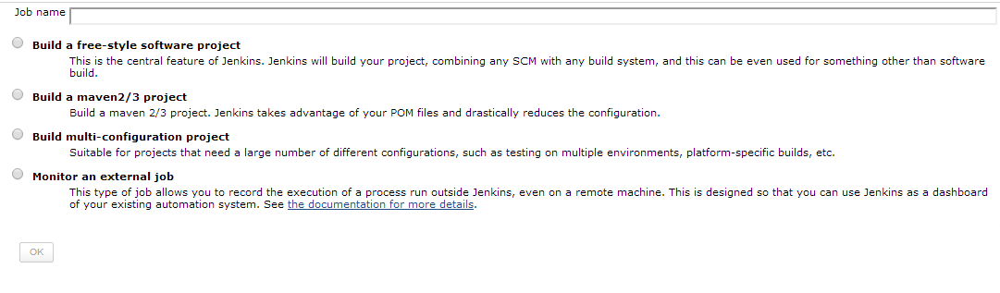 Job name
Build a free-style software project
This is the central feature of Jenkins. Jenkins will build your project, combining any SCM with any build system, and this can be even used for something other than software
build.
Build a maven2/3 project
Build a maven 2/3 project. Jenkins takes advantage of your POM files and drastically reduces the configuration.
Build multi-configuration project
Suitable for projects that need a large number of different configurations, such as testing on multiple environments, platform-specific builds, etc.
Monitor an external job
This type of job allows you to record the execution of a process run outside Jenkins, even on a remote machine. This is designed so that you can use Jenkins as a dashboard
of your existing automation system. See the documentation for more details.
OK